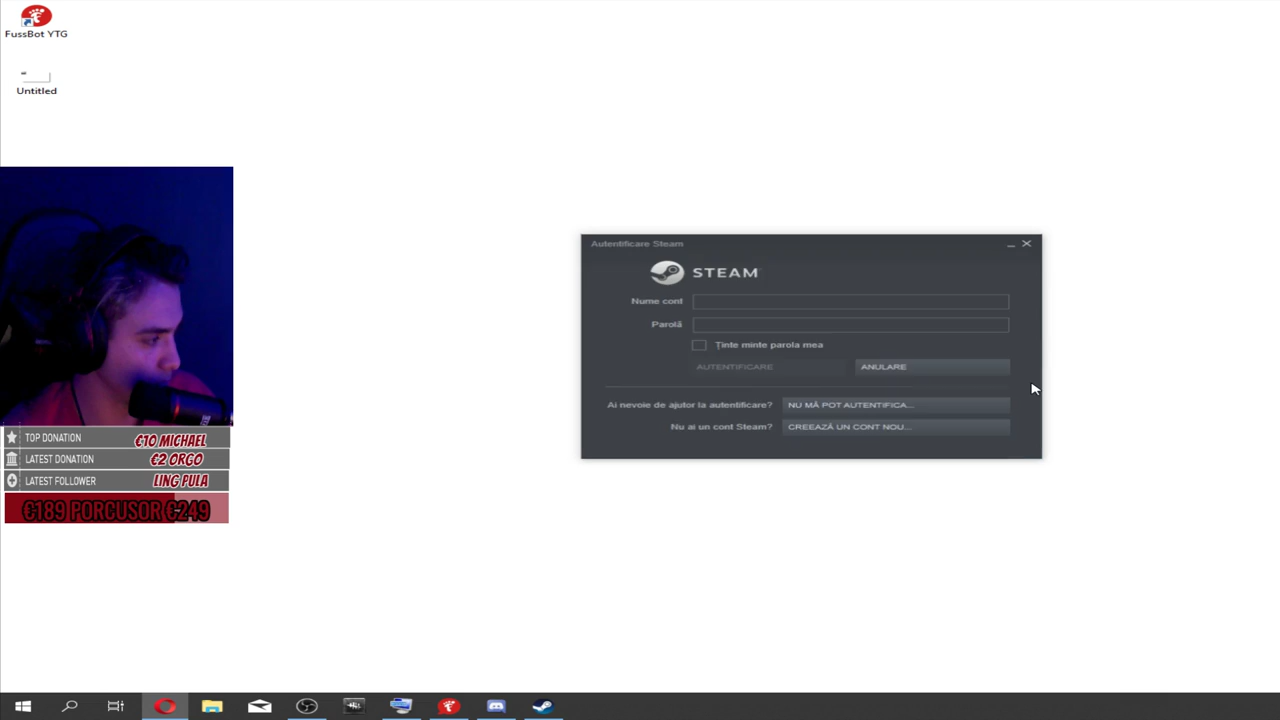 FussBot YTG
Untitled
Autentificare Steam
STEAM
Nume cont
Parolă
Ține minte parola mea
AUTENTIFICARE
ANULARE
Ai nevoie de ajutor la autentificare?
NU MĂ POT AUTENTIFICA...
Nu ai un cont Steam?
CREEAZĂ UN CONT NOU...
TOP DONATION
€10 MICHAEL
LATEST DONATION
€2 ORGO
LATEST FOLLOWER
LING PULA
€189 PORCUSOR €249